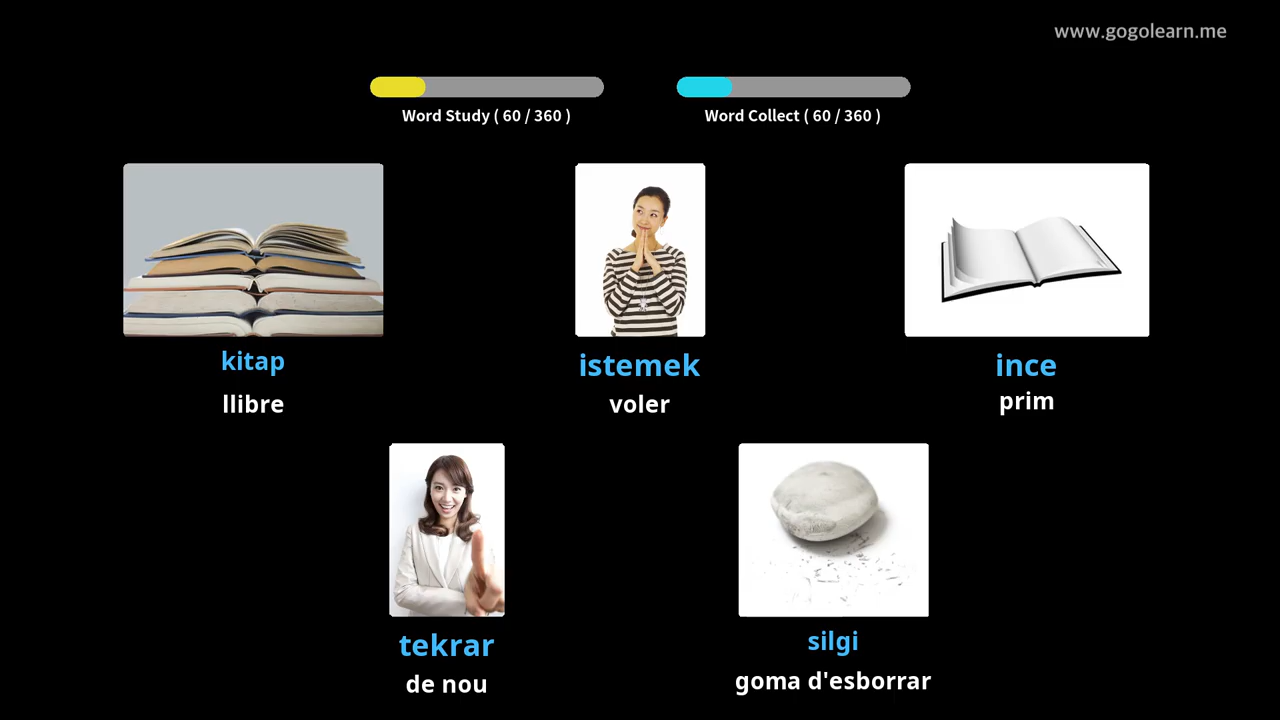 www.gogolearn.me
Word Study ( 60 / 360 )
Word Collect ( 60 / 360 )
kitap
llibre
istemek
voler
ince
prim
tekrar
de nou
silgi
goma d'esborrar